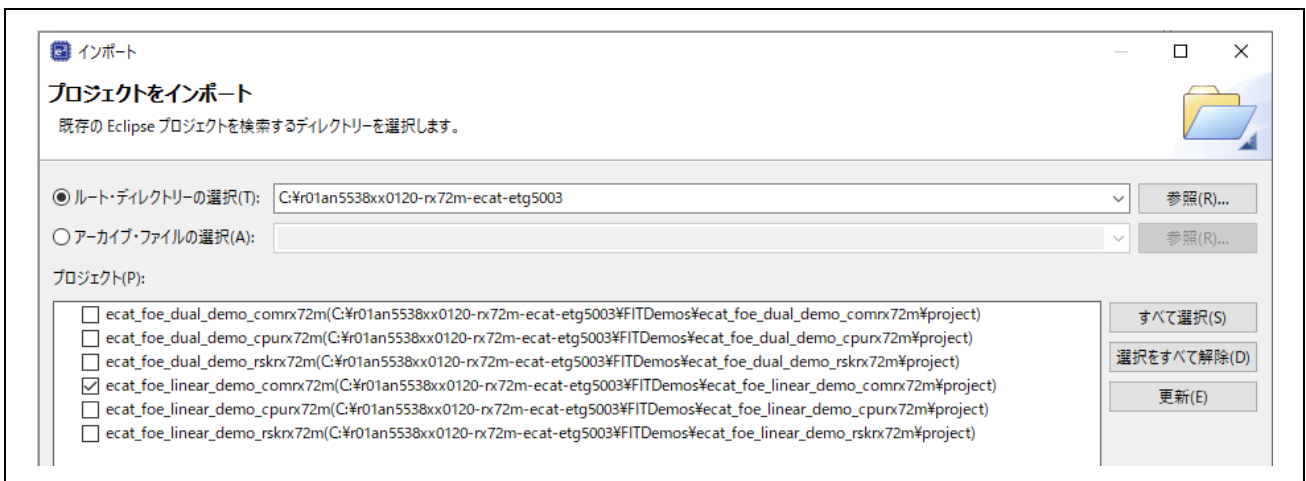 インポート
プロジェクトをインポート
既存の Eclipse プロジェクトを検索するディレクトリーを選択します。
ルート・ディレクトリーの選択(T): C:¥r01an5538xx0120-rx72m-ecat-etg5003 参照(R)...
アーカイブ・ファイルの選択(A): 参照(R)...
プロジェクト(P):
ecat_foe_dual_demo_comrx72m(C:¥r01an5538xx0120-rx72m-ecat-etg5003¥FITDemos¥ecat_foe_dual_demo_comrx72m¥project) すべて選択(S)
ecat_foe_dual_demo_cpurx72m(C:¥r01an5538xx0120-rx72m-ecat-etg5003¥FITDemos¥ecat_foe_dual_demo_cpurx72m¥project)
ecat_foe_dual_demo_rskrx72m(C:¥r01an5538xx0120-rx72m-ecat-etg5003¥FITDemos¥ecat_foe_dual_demo_rskrx72m¥project) 選択をすべて解除(D)
ecat_foe_linear_demo_comrx72m(C:¥r01an5538xx0120-rx72m-ecat-etg5003¥FITDemos¥ecat_foe_linear_demo_comrx72m¥project) 更新(E)
ecat_foe_linear_demo_cpurx72m(C:¥r01an5538xx0120-rx72m-ecat-etg5003¥FITDemos¥ecat_foe_linear_demo_cpurx72m¥project)
ecat_foe_linear_demo_rskrx72m(C:¥r01an5538xx0120-rx72m-ecat-etg5003¥FITDemos¥ecat_foe_linear_demo_rskrx72m¥project)